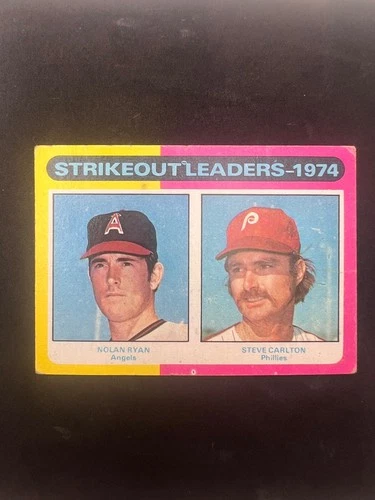 STRIKEOUT LEADERS-1974
A
P
NOLAN RYAN
Angels
STEVE CARLTON
Phillies